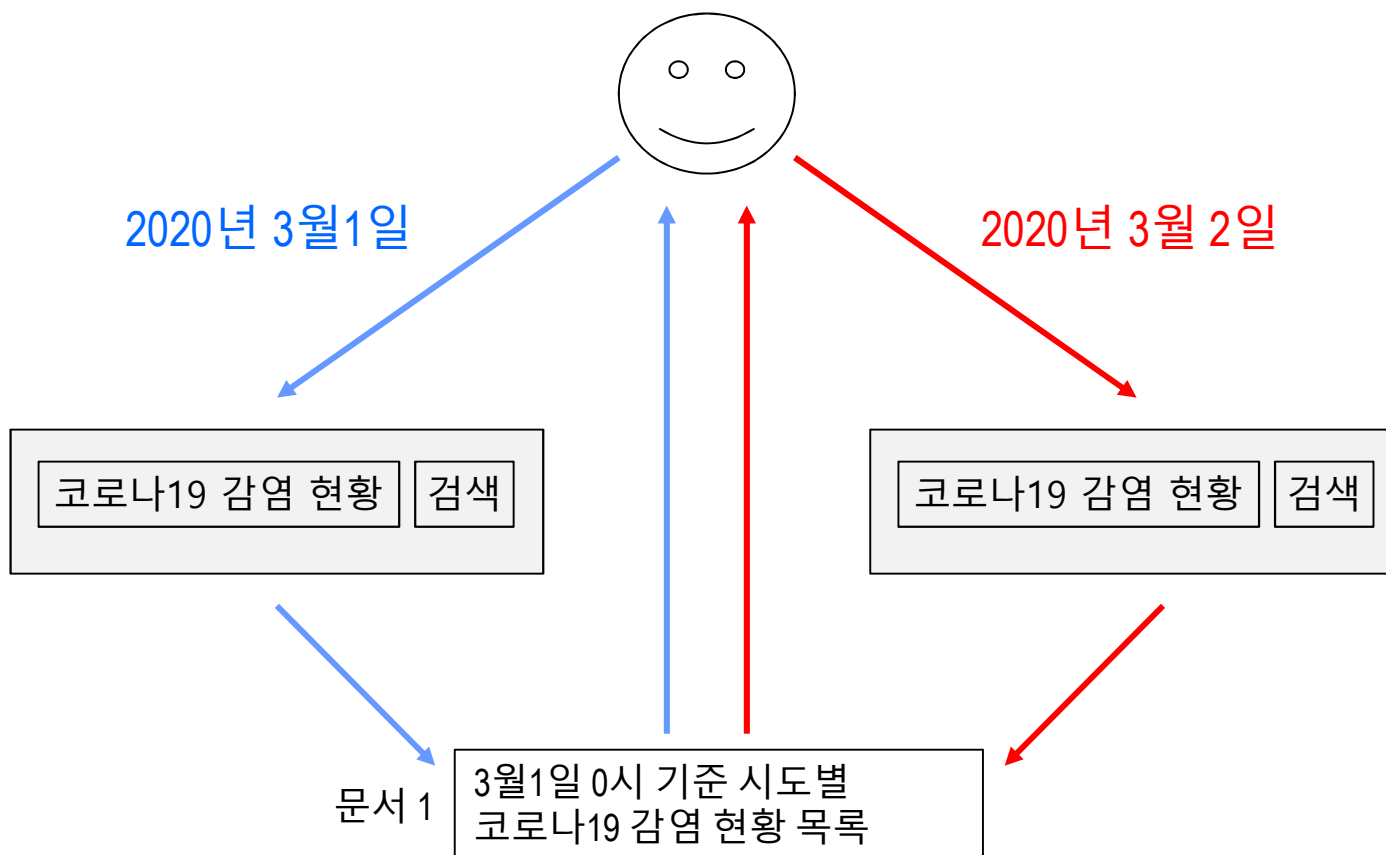 2020년 3월1일
2020년 3월 2일
코로나19 감염 현황 검색
코로나19 감염 현황 검색
문서 1
3월1일 0시 기준 시도별
코로나19 감염 현황 목록